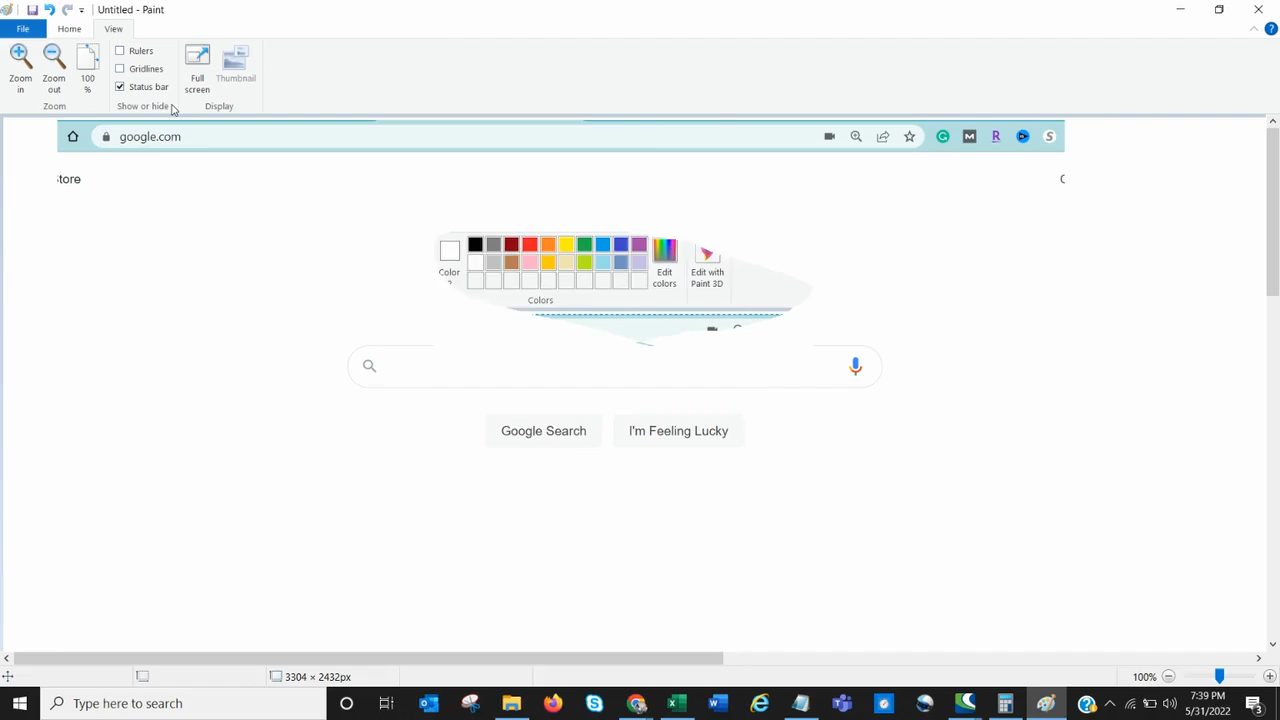 Untitled - Paint
File Home View
Zoom in
Zoom out
100 %
Rulers
Gridlines
Status bar
Full screen
Thumbnail
Zoom
Show or hide
Display
google.com
Store
Color
Edit colors
Edit with Paint 3D
Colors
Google Search
I'm Feeling Lucky
3304 × 2432px
100%
Type here to search
7:39 PM
5/31/2022
3